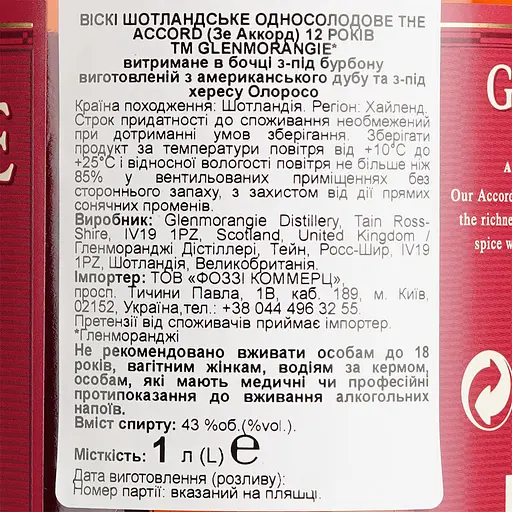 ВІСКІ ШОТЛАНДСЬКЕ ОДНОСОЛОДОВЕ THE
ACCORD (Зе Аккорд) 12 РОКІВ
ТМ GLENMORANGIE*
витримане в бочці з-під бурбону
виготовленій з американського дубу та з-під
хересу Олоросо
Країна походження: Шотландія. Регіон: Хайленд.
Строк придатності до споживання необмежений
при дотриманні умов зберігання. Зберігати
продукт за температури повітря від +10°С до
+25°С і відносної вологості повітря не більше ніж
85% у вентильованих приміщеннях без
стороннього запаху, з захистом від дії прямих
сонячних променів.
Виробник: Glenmorangie Distillery, Tain Ross-
Shire, IV19 1PZ, Scotland, United Kingdom /
Гленморанджі Дістіллері, Тейн, Росс-Шир, IV19
1PZ, Шотландія, Великобританія.
Імпортер: ТОВ «ФОЗЗІ КОММЕРЦ»,
просп. Тичини Павла, 1В, каб. 189, м. Київ,
02152, Україна,тел.: +38 044 496 32 55.
Претензії від споживачів приймає імпортер.
*Гленморанджі
Не рекомендовано вживати особам до 18
років, вагітним жінкам, водіям за кермом,
особам, які мають медичні чи професійні
протипоказання до вживання алкогольних
напоїв.
Вміст спирту: 43 %об.(%vol.).
Місткість: 1 л (L) e
Дата виготовлення (розливу):
Номер партії: вказаний на пляшці.
E
G
A
Our Accord
the richne
spice w